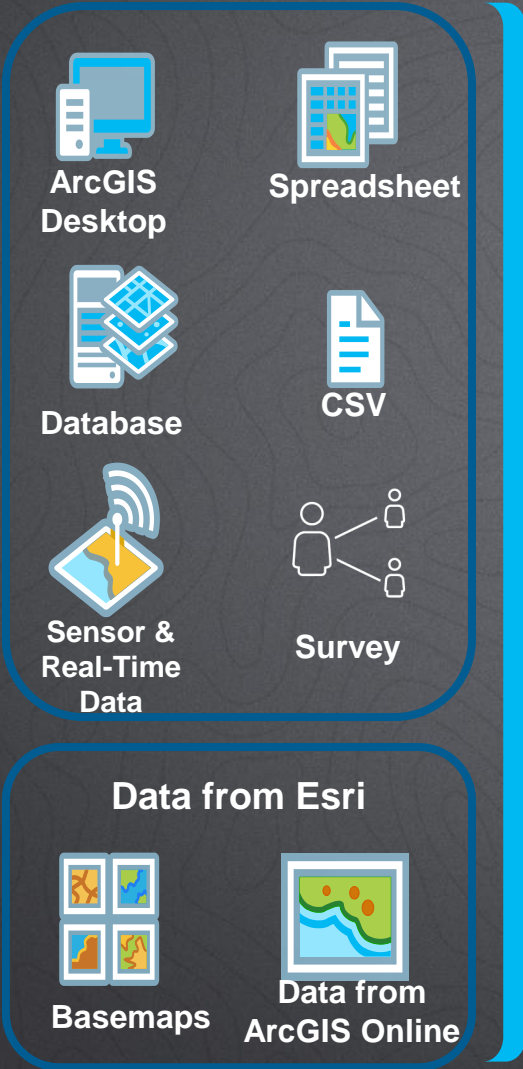 ArcGIS
Desktop
Spreadsheet
Database
CSV
Sensor &
Real-Time
Data
Survey
Data from Esri
Basemaps
Data from
ArcGIS Online